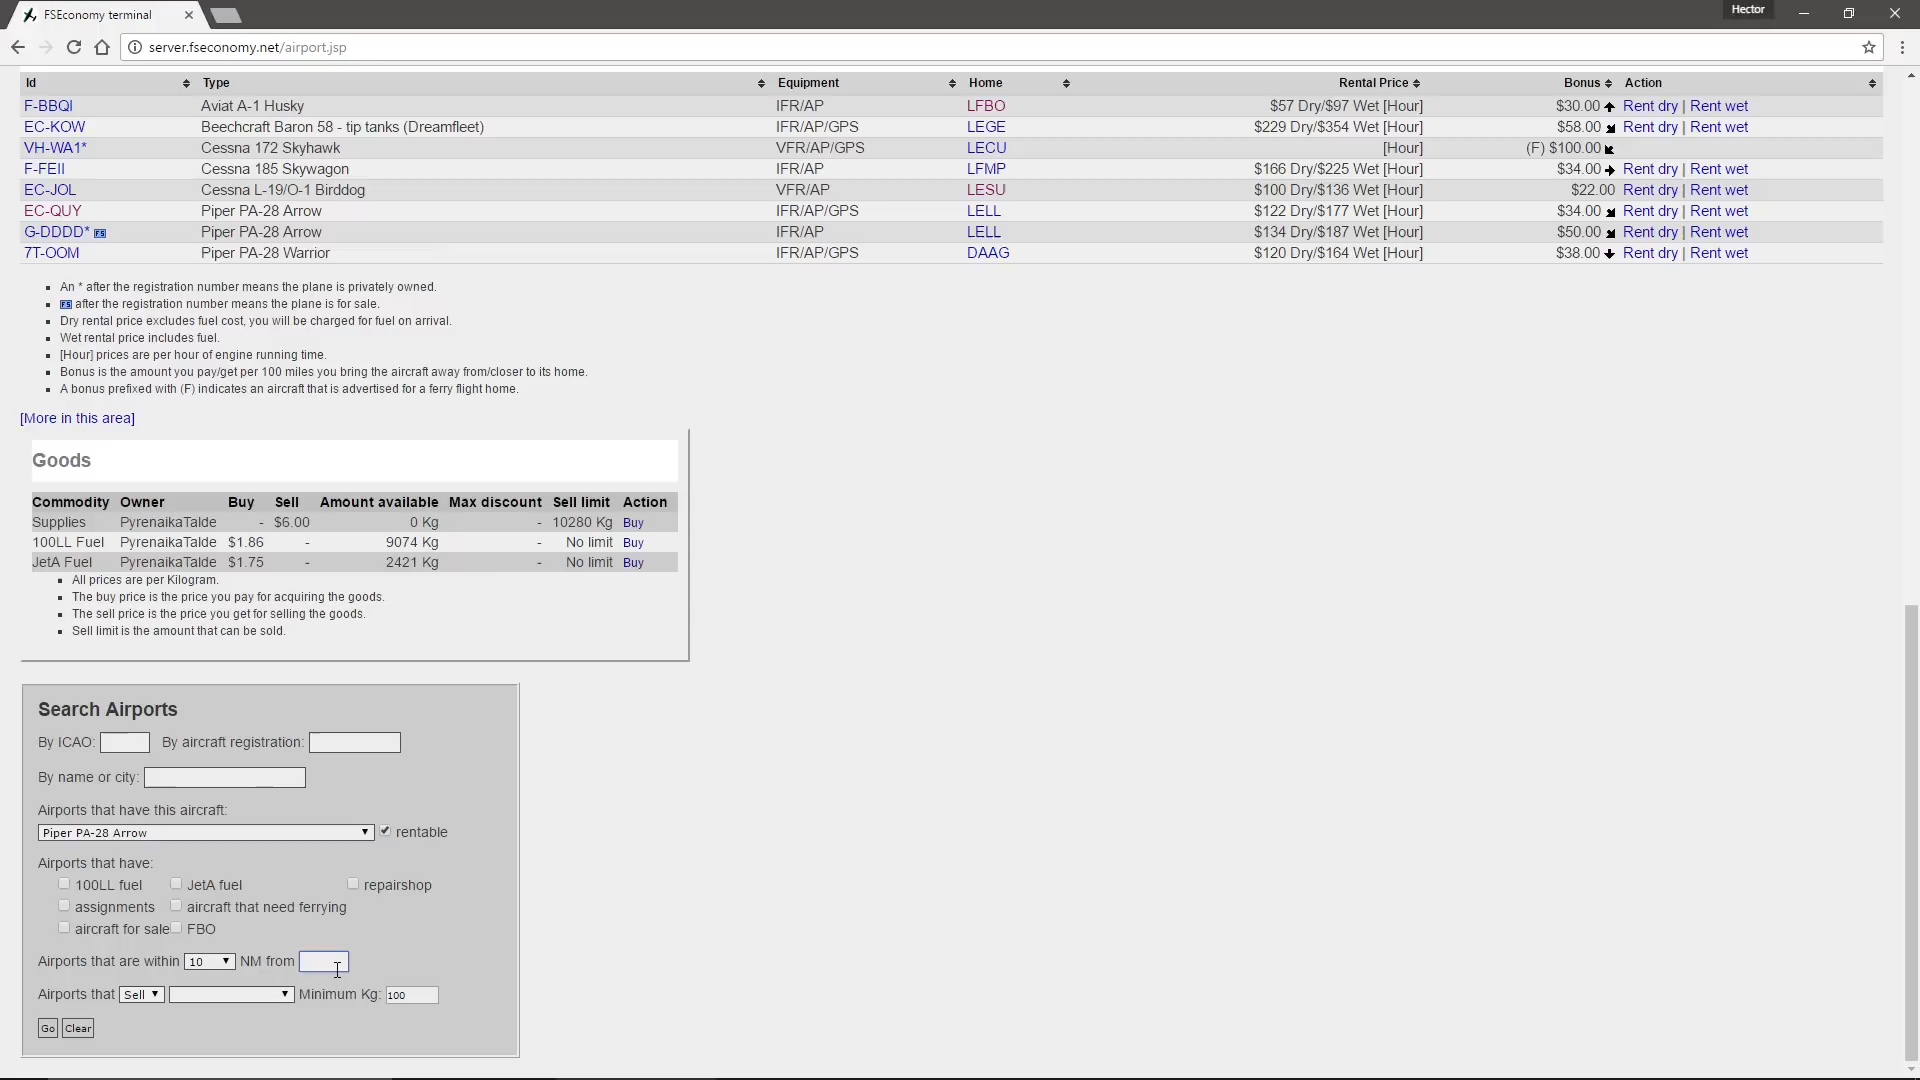 FSEconomy terminal
Hector
server.fseconomy.net/airport.jsp
Id Type Equipment Home Rental Price Bonus Action
F-BBQI Aviat A-1 Husky IFR/AP LFBO $57 Dry/$97 Wet [Hour] $30.00 Rent dry | Rent wet
EC-KOW Beechcraft Baron 58 - tip tanks (Dreamfleet) IFR/AP/GPS LEGE $229 Dry/$354 Wet [Hour] $58.00 Rent dry | Rent wet
VH-WA1* Cessna 172 Skyhawk VFR/AP/GPS LECU [Hour] (F) $100.00
F-FEII Cessna 185 Skywagon IFR/AP LFMP $166 Dry/$225 Wet [Hour] $34.00 Rent dry | Rent wet
EC-JOL Cessna L-19/O-1 Birddog VFR/AP LESU $100 Dry/$136 Wet [Hour] $22.00 Rent dry | Rent wet
EC-QUY Piper PA-28 Arrow IFR/AP/GPS LELL $122 Dry/$177 Wet [Hour] $34.00 Rent dry | Rent wet
G-DDDD* FS Piper PA-28 Arrow IFR/AP LELL $134 Dry/$187 Wet [Hour] $50.00 Rent dry | Rent wet
7T-OOM Piper PA-28 Warrior IFR/AP/GPS DAAG $120 Dry/$164 Wet [Hour] $38.00 Rent dry | Rent wet
An * after the registration number means the plane is privately owned.
FS after the registration number means the plane is for sale.
Dry rental price excludes fuel cost, you will be charged for fuel on arrival.
Wet rental price includes fuel.
[Hour] prices are per hour of engine running time.
Bonus is the amount you pay/get per 100 miles you bring the aircraft away from/closer to its home.
A bonus prefixed with (F) indicates an aircraft that is advertised for a ferry flight home.
[More in this area]
Goods
Commodity Owner Buy Sell Amount available Max discount Sell limit Action
Supplies PyrenaikaTalde - $6.00 0 Kg - 10280 Kg Buy
100LL Fuel PyrenaikaTalde $1.86 - 9074 Kg - No limit Buy
JetA Fuel PyrenaikaTalde $1.75 - 2421 Kg - No limit Buy
All prices are per Kilogram.
The buy price is the price you pay for acquiring the goods.
The sell price is the price you get for selling the goods.
Sell limit is the amount that can be sold.
Search Airports
By ICAO: By aircraft registration:
By name or city:
Airports that have this aircraft:
Piper PA-28 Arrow rentable
Airports that have:
100LL fuel JetA fuel repairshop
assignments aircraft that need ferrying
aircraft for sale FBO
Airports that are within 10 NM from
Airports that Sell Minimum Kg: 100
Go Clear